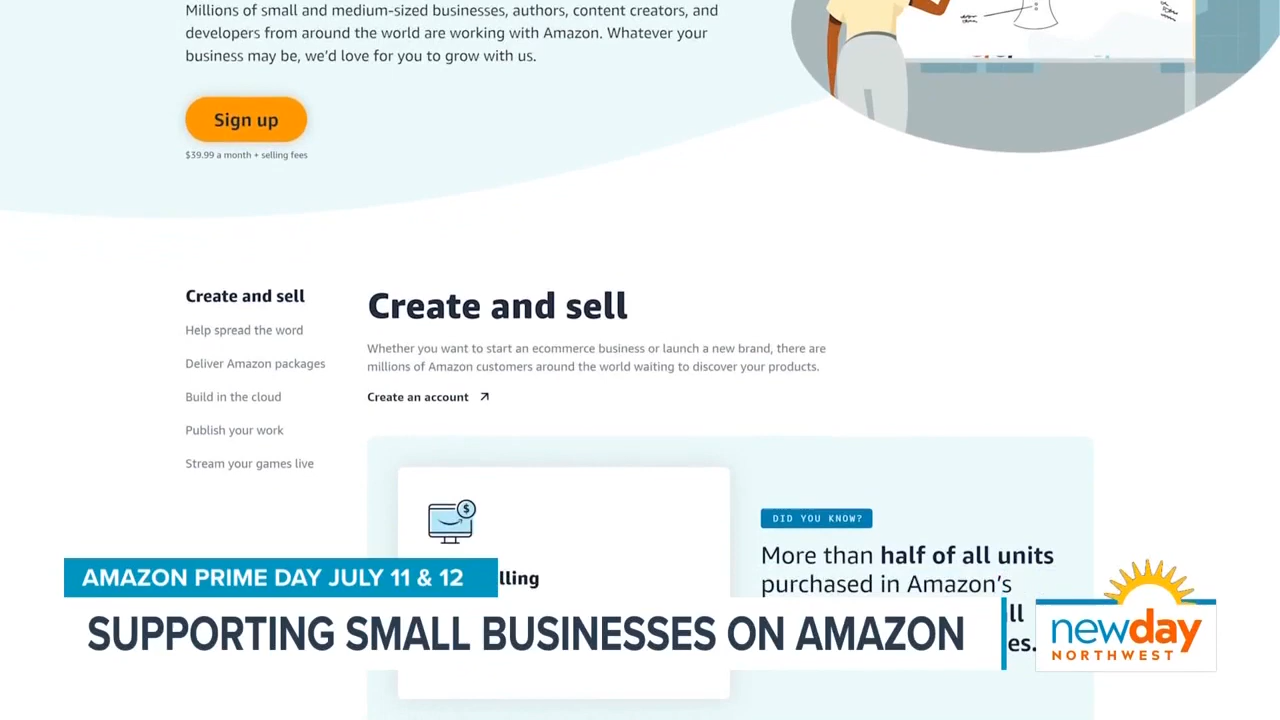 Millions of small and medium-sized businesses, authors, content creators, and
developers from around the world are working with Amazon. Whatever your
business may be, we'd love for you to grow with us.
Sign up
$39.99 a month + selling fees
Create and sell
Help spread the word
Deliver Amazon packages
Build in the cloud
Publish your work
Stream your games live
Create and sell
Whether you want to start an ecommerce business or launch a new brand, there are
millions of Amazon customers around the world waiting to discover your products.
Create an account
$
lling
DID YOU KNOW?
More than half of all units
purchased in Amazon's
ll
es.
AMAZON PRIME DAY JULY 11 & 12
SUPPORTING SMALL BUSINESSES ON AMAZON
newday
NORTHWEST